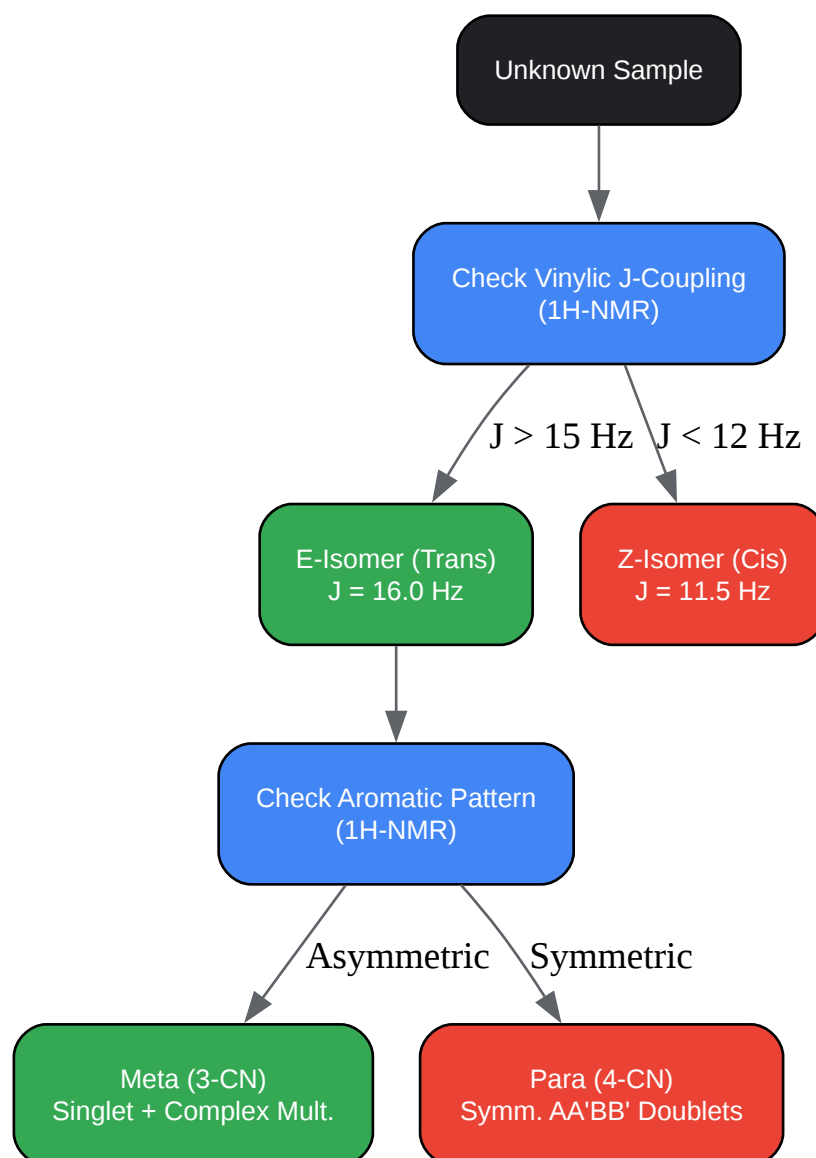 Unknown Sample
Check Vinylic J-Coupling
(1H-NMR)
J > 15 Hz
J < 12 Hz
E-Isomer (Trans)
J = 16.0 Hz
Z-Isomer (Cis)
J = 11.5 Hz
Check Aromatic Pattern
(1H-NMR)
Asymmetric
Symmetric
Meta (3-CN)
Singlet + Complex Mult.
Para (4-CN)
Symm. AA'BB' Doublets